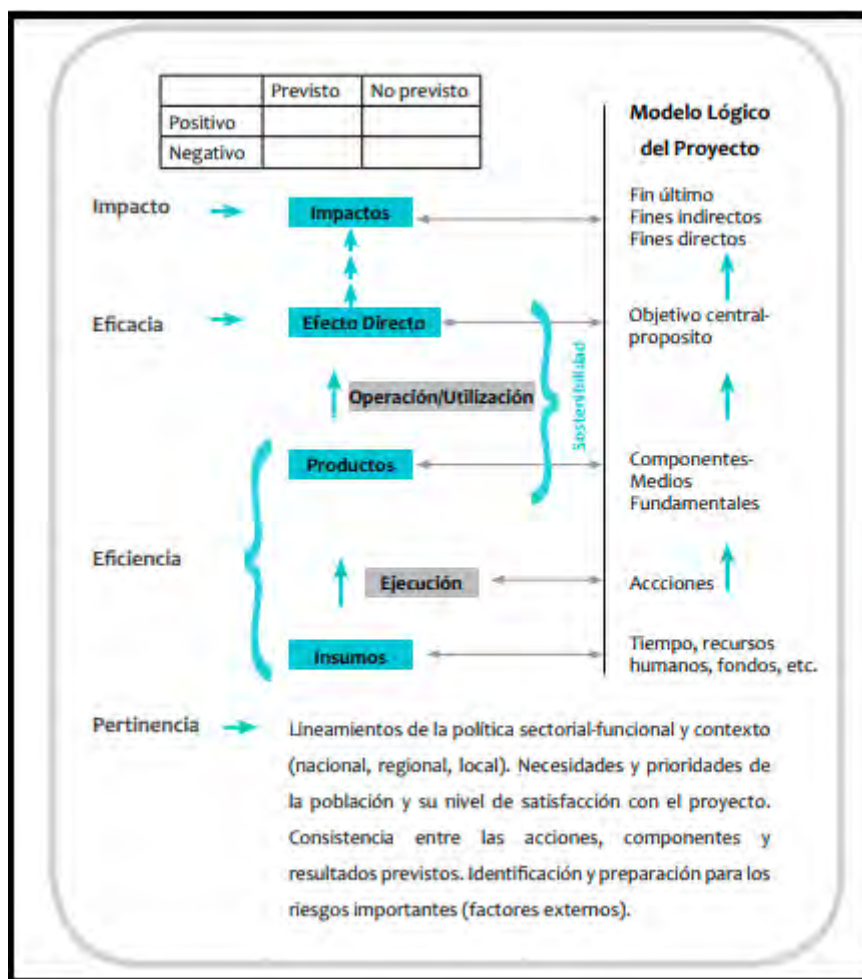 Previsto No previsto
Positivo
Negativo
Modelo Lógico
del Proyecto
Impacto
Impactos
Fin último
Fines indirectos
Fines directos
Eficacia
Efecto Directo
Objetivo central-
proposito
Sostenibilidad
Operación/Utilización
Productos
Componentes-
Medios
Fundamentales
Eficiencia
Ejecución
Accciones
Insumos
Tiempo, recursos
humanos, fondos, etc.
Pertinencia
Lineamientos de la política sectorial-funcional y contexto
(nacional, regional, local). Necesidades y prioridades de
la población y su nivel de satisfacción con el proyecto.
Consistencia entre las acciones, componentes y
resultados previstos. Identificación y preparación para los
riesgos importantes (factores externos).